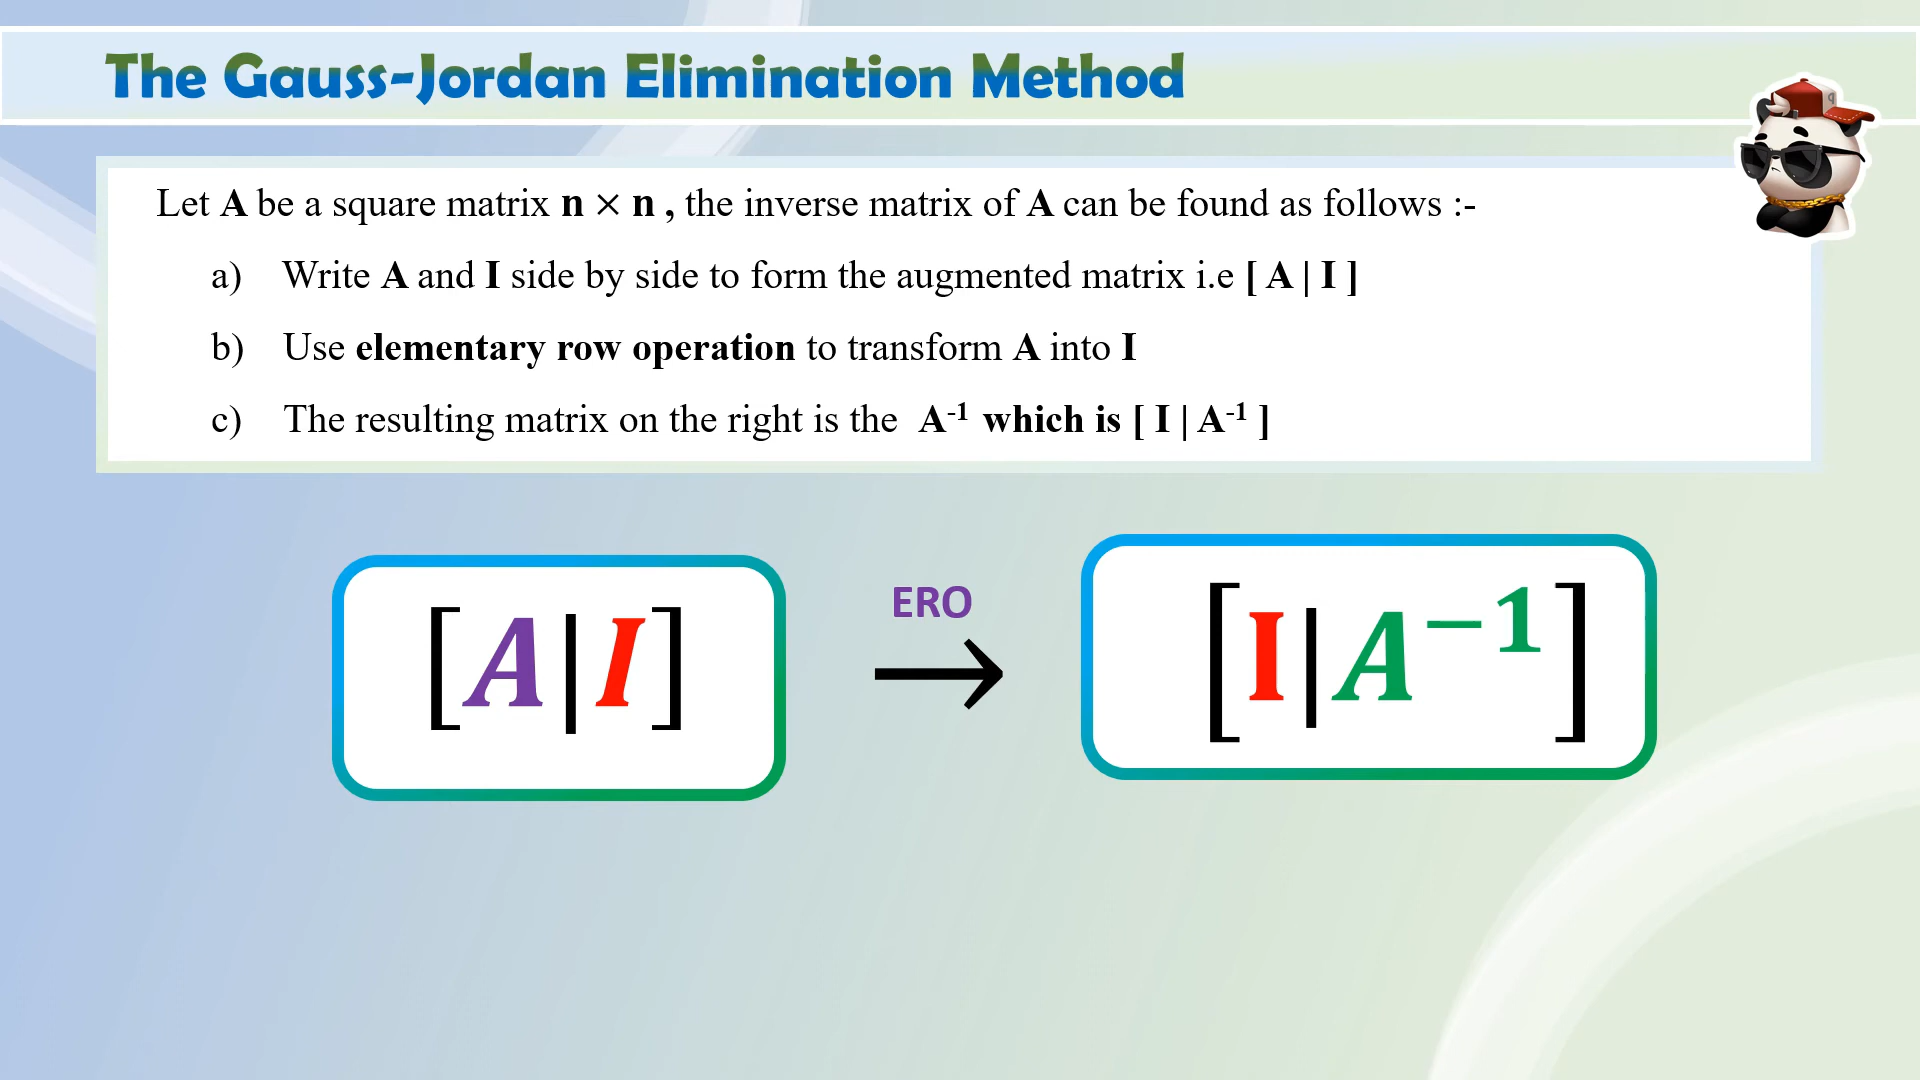 The Gauss-Jordan Elimination Method
Let A be a square matrix n × n , the inverse matrix of A can be found as follows :-
a) Write A and I side by side to form the augmented matrix i.e [ A | I ]
b) Use elementary row operation to transform A into I
c) The resulting matrix on the right is the A⁻¹ which is [ I | A⁻¹ ]
[A|I]
ERO
→
[I|A⁻¹]